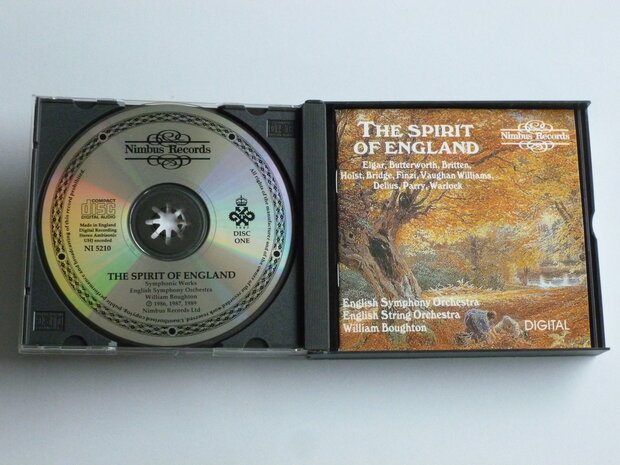 Nimbus Records
COMPACT
disc
DIGITAL AUDIO
Made in England
Digital Recording
Stereo Ambisonic
UHJ encoded
NI 5210
DISC
ONE
THE SPIRIT OF ENGLAND
Symphonic Works
English Symphony Orchestra
William Boughton
℗ 1986, 1987, 1989
Nimbus Records Ltd
THE SPIRIT
OF ENGLAND
Nimbus Records
Elgar, Butterworth, Britten,
Holst, Bridge, Finzi, Vaughan Williams,
Delius, Parry, Warlock
English Symphony Orchestra
English String Orchestra
William Boughton
DIGITAL